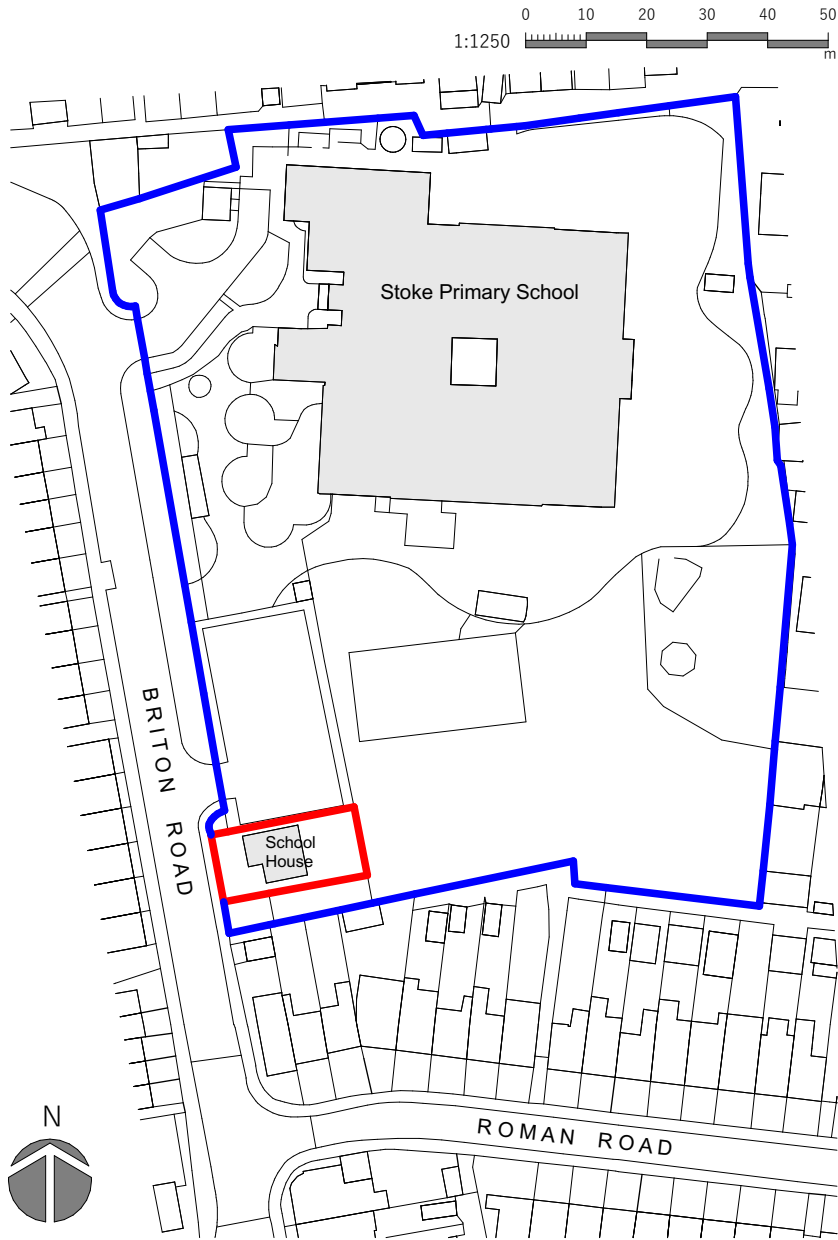 0 10 20 30 40 50
1:1250
m
Stoke Primary School
BRITON ROAD
School
House
N
ROMAN ROAD